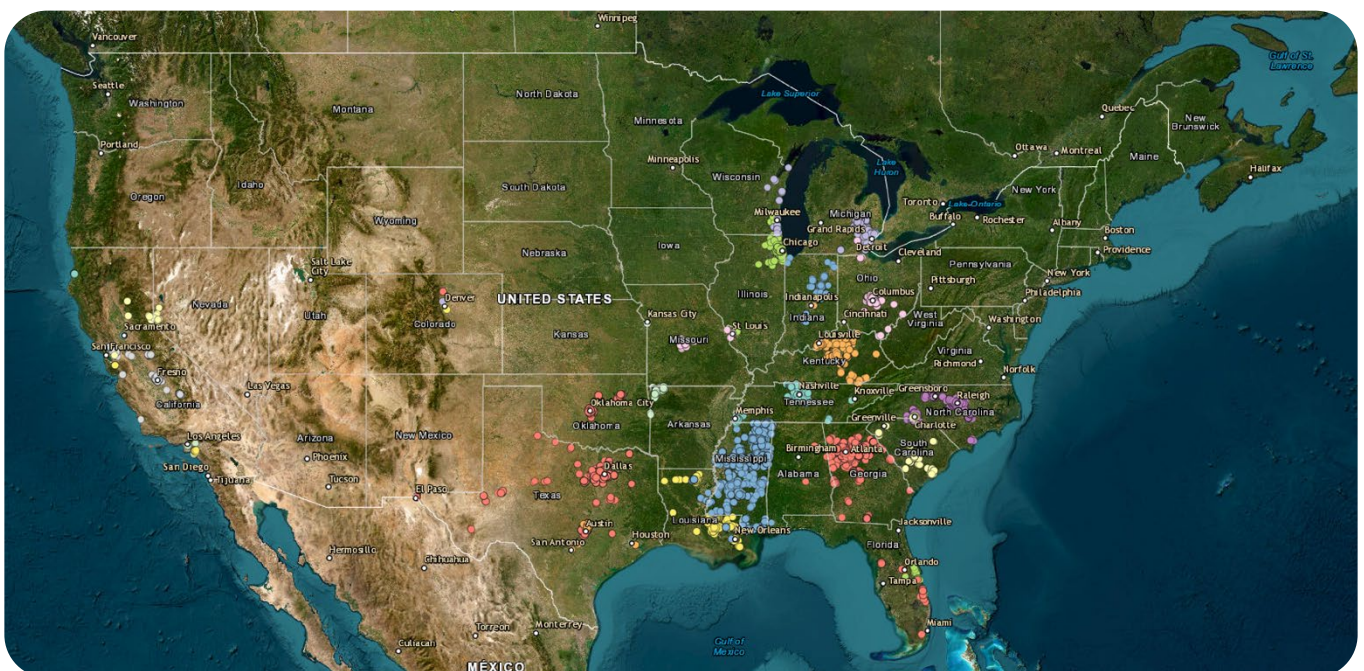 Winnipeg
Vancouver
Gulf of St.
Lawrence
Seattle
Washington
North Dakota
Lake Superior
Montana
Quebec
Minnesota
New
Brunswick
Portland
Ottawa
Montreal
Maine
Minneapolis
Lake
Huron
Halifax
Wisconsin
Idaho
South Dakota
New York
Oregon
Toronto
Lake Ontario
Milwaukee
Michigan
Wyoming
Buffalo
Rochester
Albany
Grand Rapids
Boston
Iowa
Chicago
Detroit
Cleveland
Providence
Nebraska
Salt Lake
City
Pennsylvania
New York
Ohio
Pittsburgh
Denver
UNITED STATES
Illinois
Columbus
Philadelphia
Nevada
Indianapolis
Utah
Kansas City
Indiana
Cincinnati
West
Virginia
Washington
Sacramento
Colorado
Kansas
St Louis
Missouri
Louisville
San Francisco
Virginia
Kentucky
Richmond
Fresno
Norfolk
Las Vegas
Nashville
Knoxville
Greensboro
Raleigh
California
Oklahoma City
Tennessee
Memphis
North Carolina
Greenville
Charlotte
Oklahoma
Arkansas
Los Angeles
Arizona
New Mexico
Birmingham
Atlanta
South
Carolina
Phoenix
Mississippi
San Diego
Dallas
Alabama
Georgia
Tijuana
Tucson
El Paso
Texas
Louisiana
Austin
Jacksonville
New Orleans
Houston
San Antonio
Florida
Hermosillo
Chihuahua
Orlando
Tampa
Miami
Torreon
Monterrey
Culiacan
Gulf of
Mexico
MÉXICO